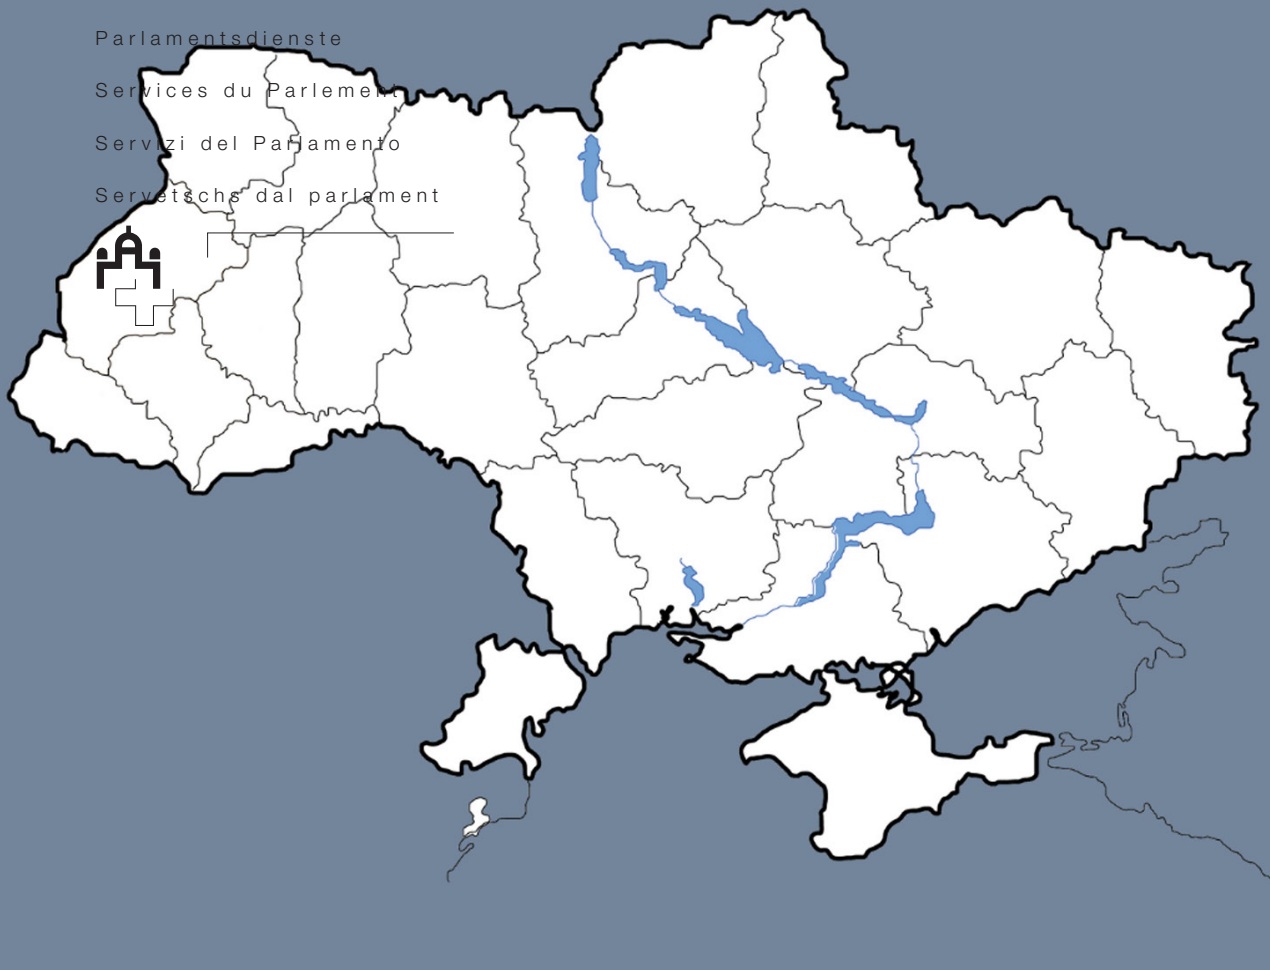 Parlamentsdienste
Services du Parlement
Servizi del Parlamento
Servetschs dal parlament